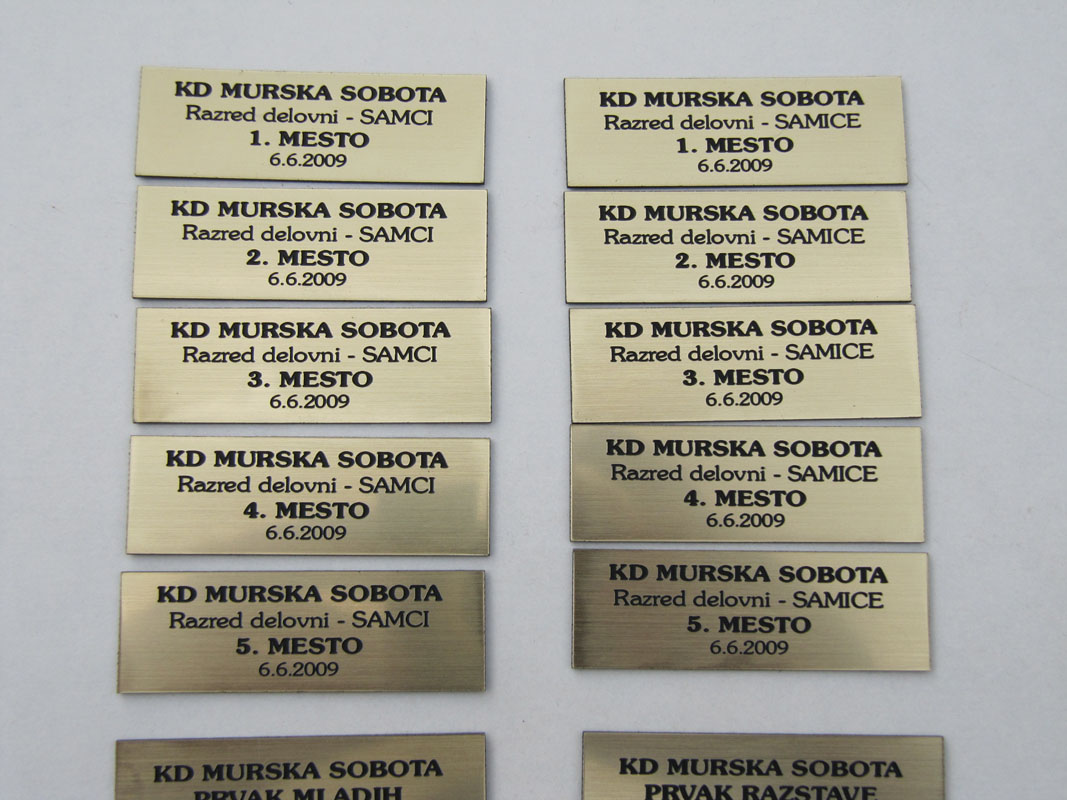 KD MURSKA SOBOTA
Razred delovni - SAMCI
1. MESTO
6.6.2009
KD MURSKA SOBOTA
Razred delovni - SAMCI
2. MESTO
6.6.2009
KD MURSKA SOBOTA
Razred delovni - SAMCI
3. MESTO
6.6.2009
KD MURSKA SOBOTA
Razred delovni - SAMCI
4. MESTO
6.6.2009
KD MURSKA SOBOTA
Razred delovni - SAMCI
5. MESTO
6.6.2009
KD MURSKA SOBOTA
PRVAK MLADIH
KD MURSKA SOBOTA
Razred delovni - SAMICE
1. MESTO
6.6.2009
KD MURSKA SOBOTA
Razred delovni - SAMICE
2. MESTO
6.6.2009
KD MURSKA SOBOTA
Razred delovni - SAMICE
3. MESTO
6.6.2009
KD MURSKA SOBOTA
Razred delovni - SAMICE
4. MESTO
6.6.2009
KD MURSKA SOBOTA
Razred delovni - SAMICE
5. MESTO
6.6.2009
KD MURSKA SOBOTA
PRVAK RAZSTAVE